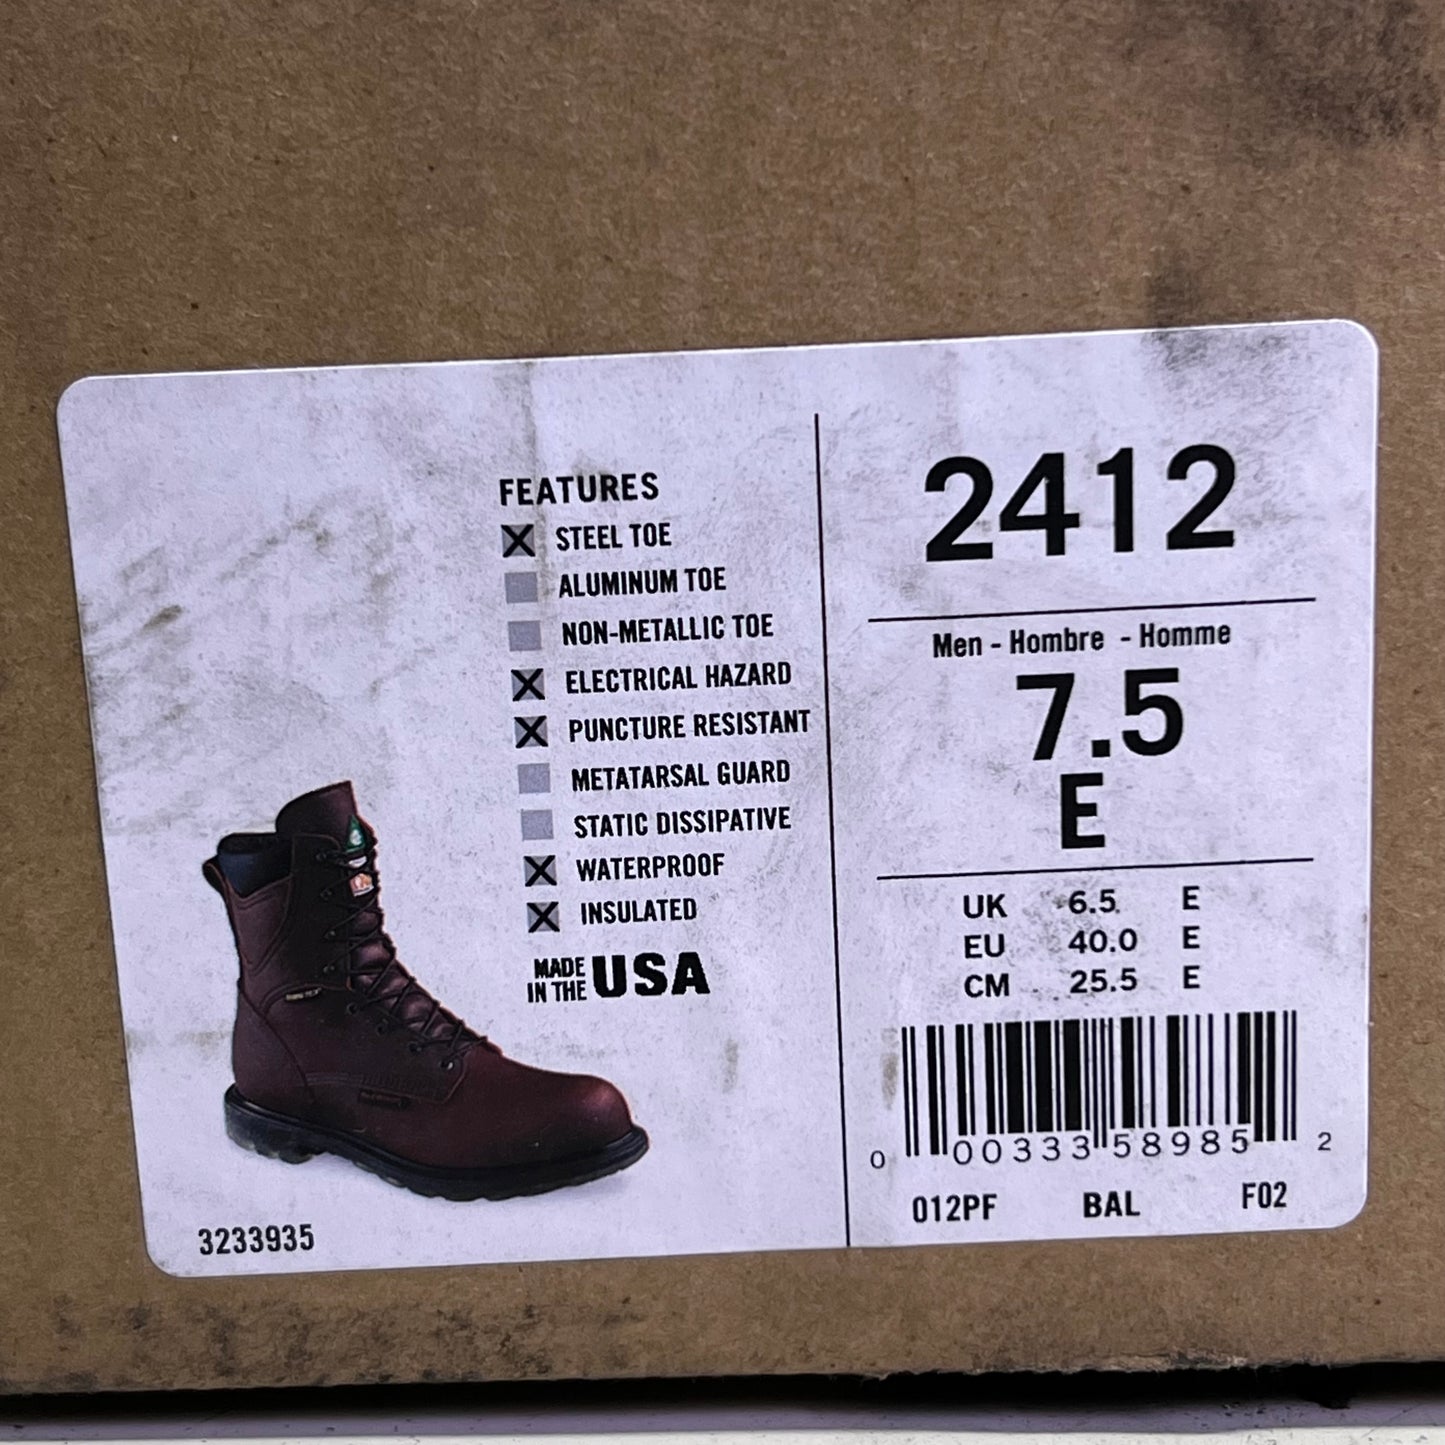 FEATURES
STEEL TOE
ALUMINUM TOE
NON-METALLIC TOE
ELECTRICAL HAZARD
PUNCTURE RESISTANT
METATARSAL GUARD
STATIC DISSIPATIVE
WATERPROOF
INSULATED
MADE
IN THE USA
3233935
2412
Men - Hombre - Homme
7.5
E
UK 6.5 E
EU 40.0 E
CM 25.5 E
0 00333 58985 2
012PF BAL F02